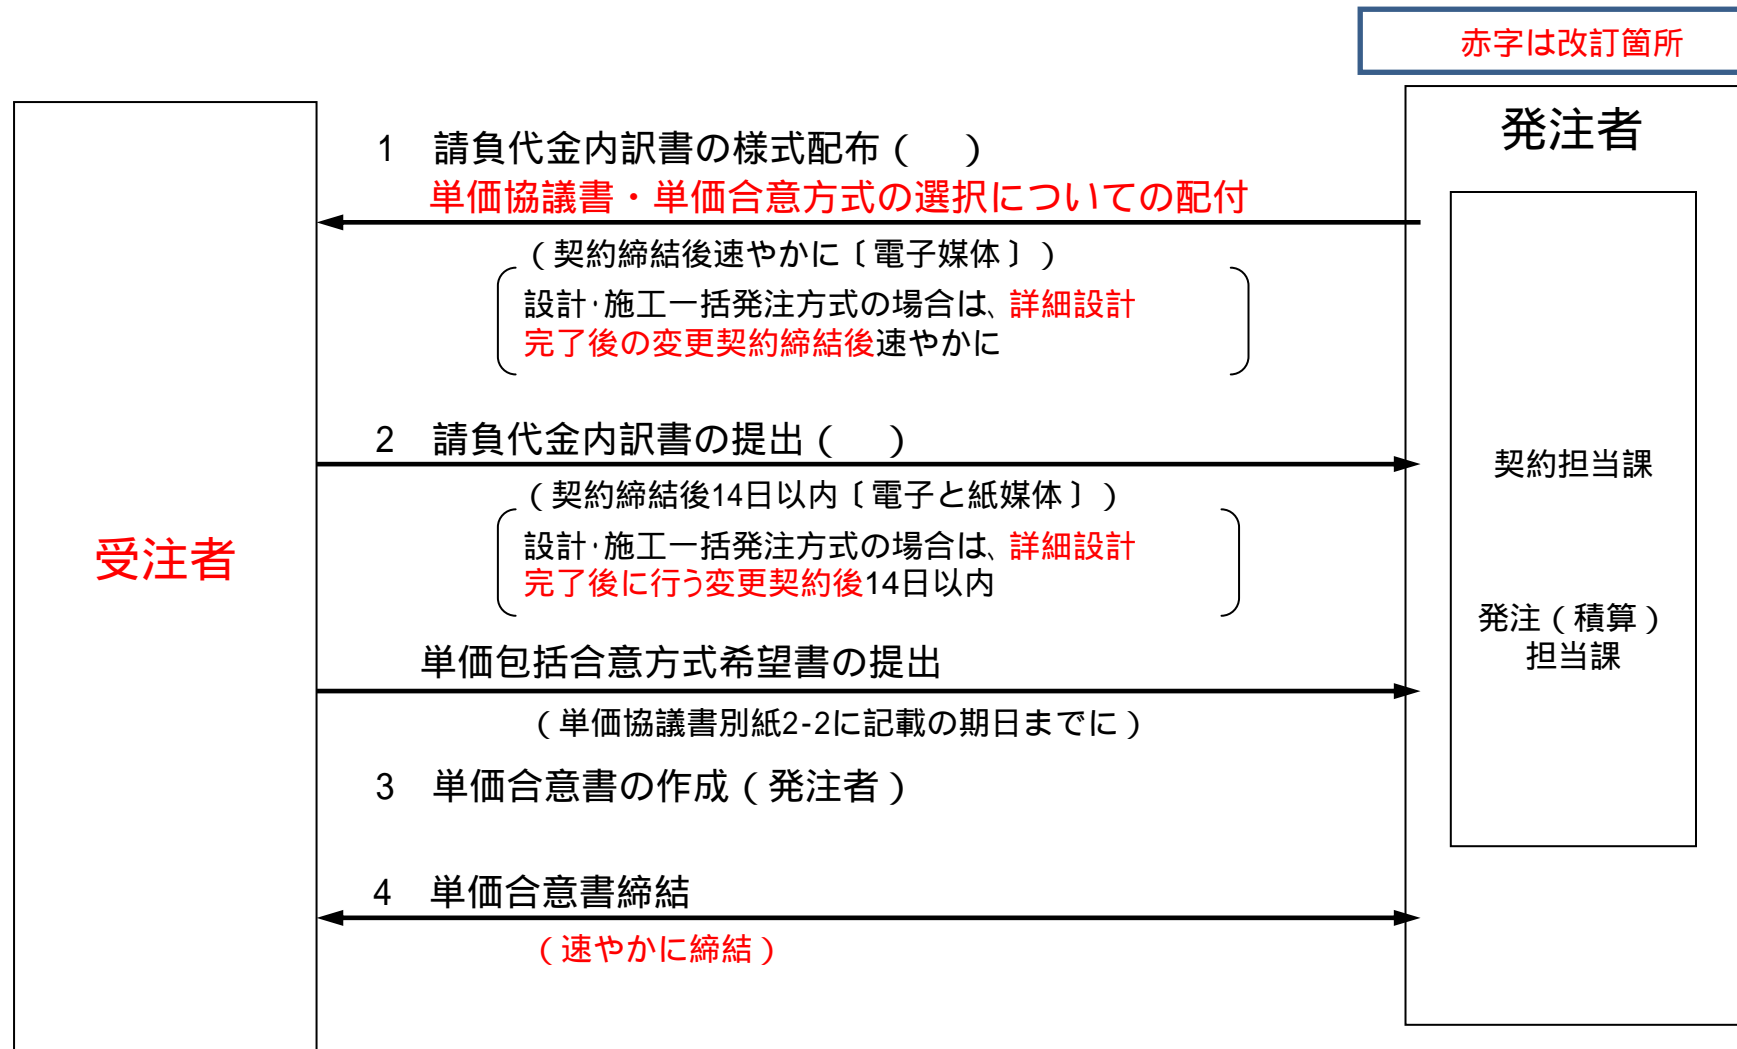 赤字は改訂箇所
発注者
1 請負代金内訳書の様式配布( )
単価協議書・単価合意方式の選択についての配付
(契約締結後速やかに〔電子媒体〕)
設計・施工一括発注方式の場合は、詳細設計
完了後の変更契約締結後速やかに
2 請負代金内訳書の提出( )
(契約締結後14日以内〔電子と紙媒体〕)
設計・施工一括発注方式の場合は、詳細設計
完了後に行う変更契約後14日以内
受注者
契約担当課
発注(積算)
担当課
単価包括合意方式希望書の提出
(単価協議書別紙2-2に記載の期日までに)
3 単価合意書の作成(発注者)
4 単価合意書締結
(速やかに締結)